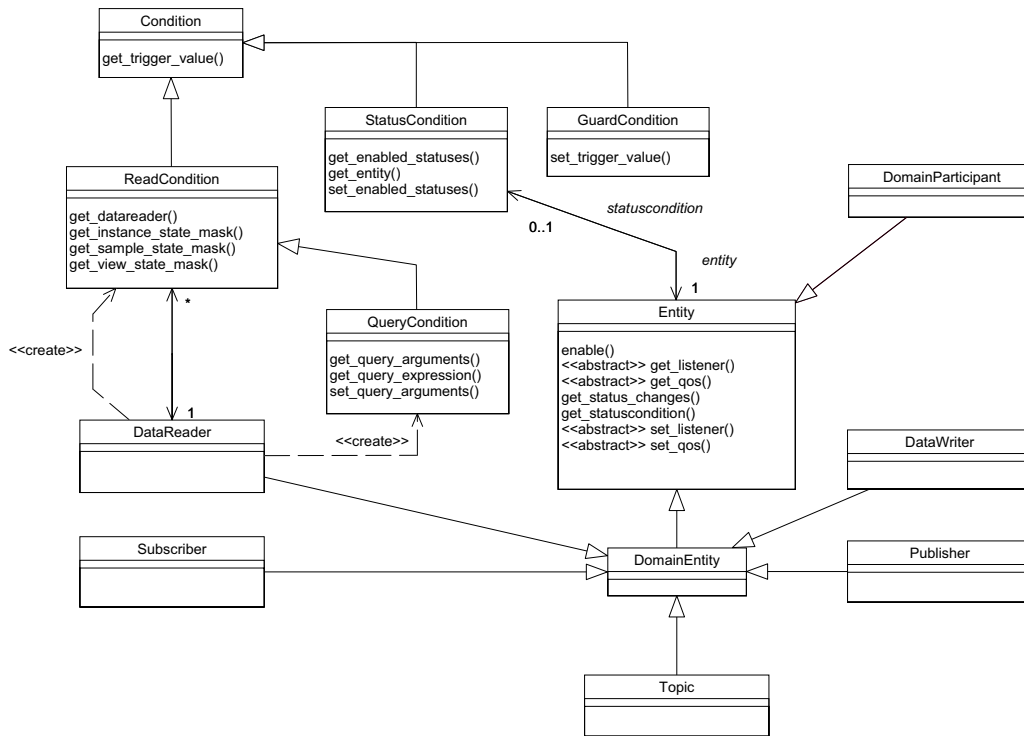 Condition
get_trigger_value()
StatusCondition
get_enabled_statuses()
get_entity()
set_enabled_statuses()
GuardCondition
set_trigger_value()
ReadCondition
get_datareader()
get_instance_state_mask()
get_sample_state_mask()
get_view_state_mask()
DomainParticipant
statuscondition
0..1
entity
1
*
<<create>>
QueryCondition
get_query_arguments()
get_query_expression()
set_query_arguments()
Entity
enable()
<<abstract>> get_listener()
<<abstract>> get_qos()
get_status_changes()
get_statuscondition()
<<abstract>> set_listener()
<<abstract>> set_qos()
1
DataReader
<<create>>
DataWriter
Subscriber
DomainEntity
Publisher
Topic